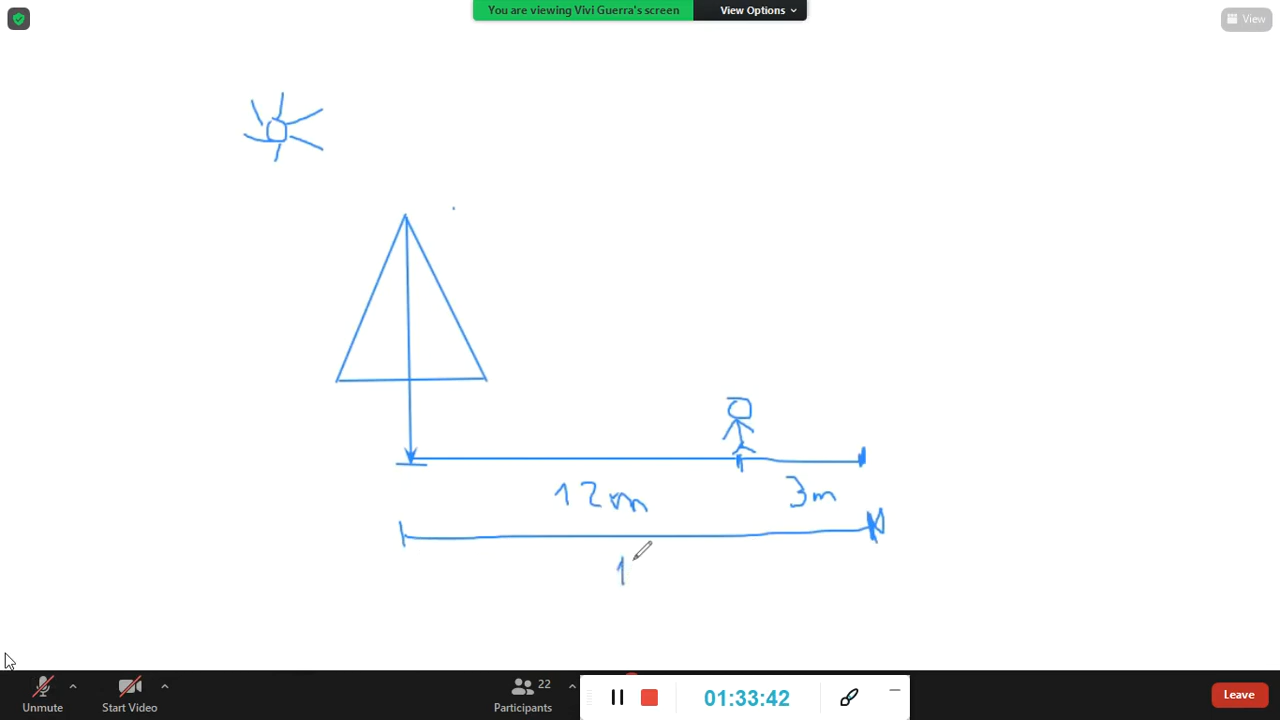 You are viewing Vivi Guerra's screen View Options
View
12m 3m
1
Unmute Start Video Participants 22 01:33:42 Leave